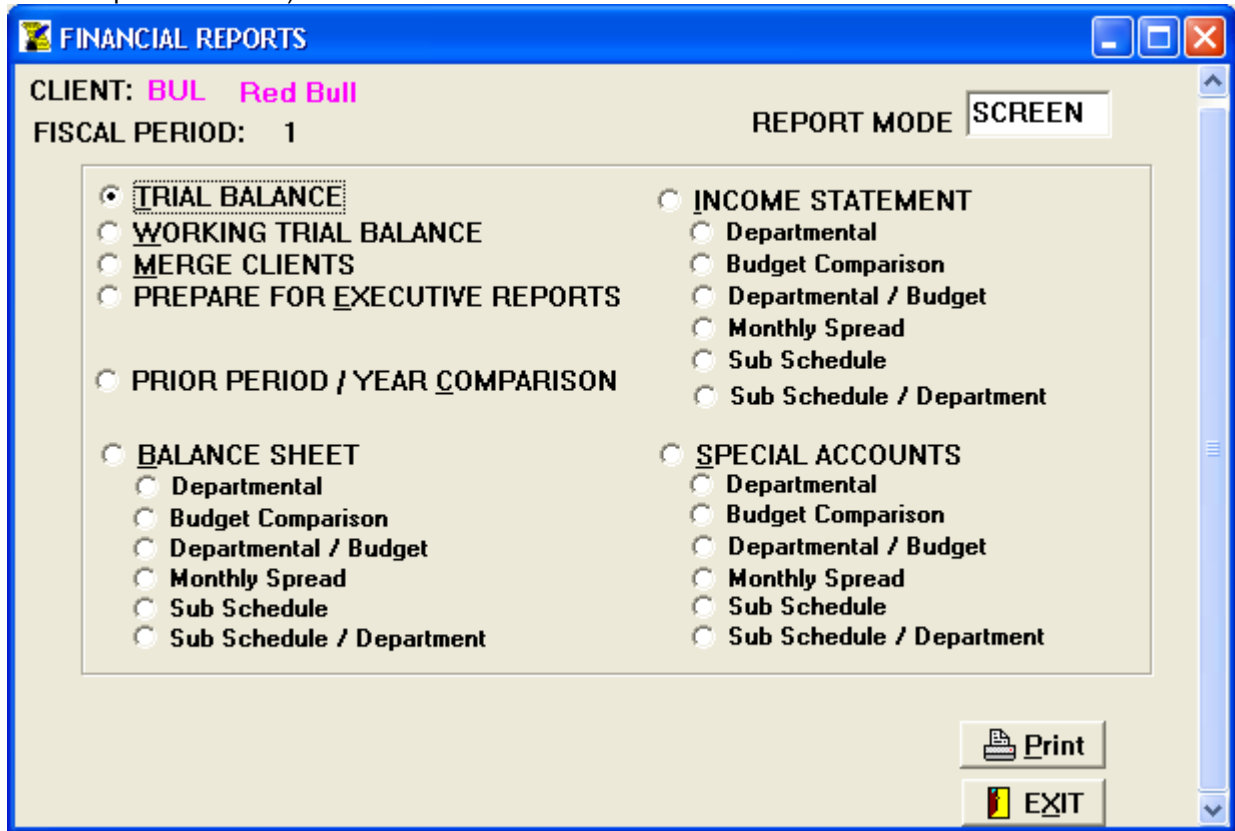 FINANCIAL REPORTS
CLIENT: BUL Red Bull
FISCAL PERIOD: 1
REPORT MODE SCREEN
TRIAL BALANCE
WORKING TRIAL BALANCE
MERGE CLIENTS
PREPARE FOR EXECUTIVE REPORTS
PRIOR PERIOD / YEAR COMPARISON
INCOME STATEMENT
Departmental
Budget Comparison
Departmental / Budget
Monthly Spread
Sub Schedule
Sub Schedule / Department
BALANCE SHEET
Departmental
Budget Comparison
Departmental / Budget
Monthly Spread
Sub Schedule
Sub Schedule / Department
SPECIAL ACCOUNTS
Departmental
Budget Comparison
Departmental / Budget
Monthly Spread
Sub Schedule
Sub Schedule / Department
Print
EXIT